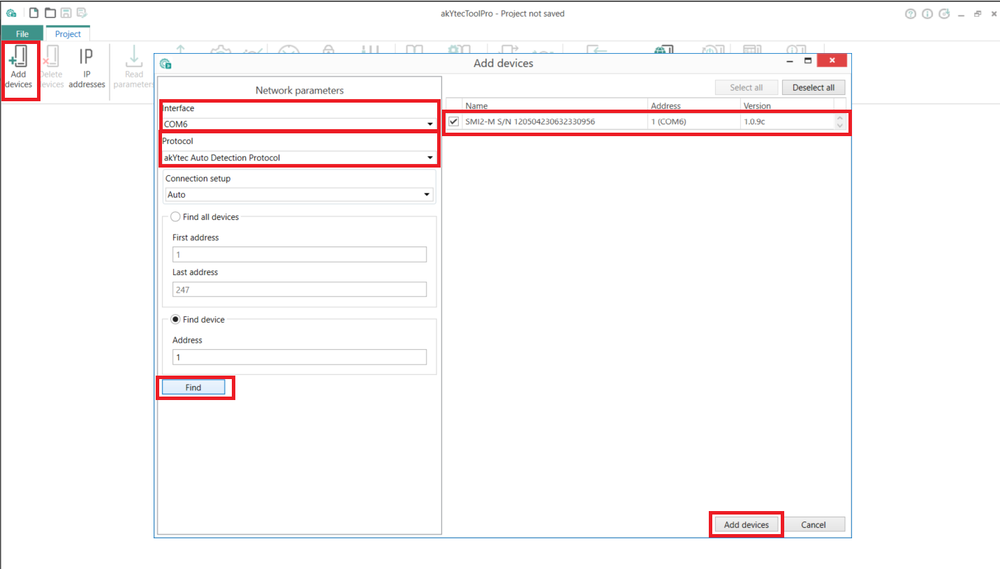 akYtecToolPro - Project not saved
File
Project
Add
devices
Delete
devices
IP
addresses
Read
parameters
Add devices
Network parameters
Interface
COM6
Protocol
akYtec Auto Detection Protocol
Connection setup
Auto
Find all devices
First address
1
Last address
247
Find device
Address
1
Find
Select all
Deselect all
Name Address Version
SMI2-M S/N 120504230632330956 1 (COM6) 1.0.9c
Add devices
Cancel